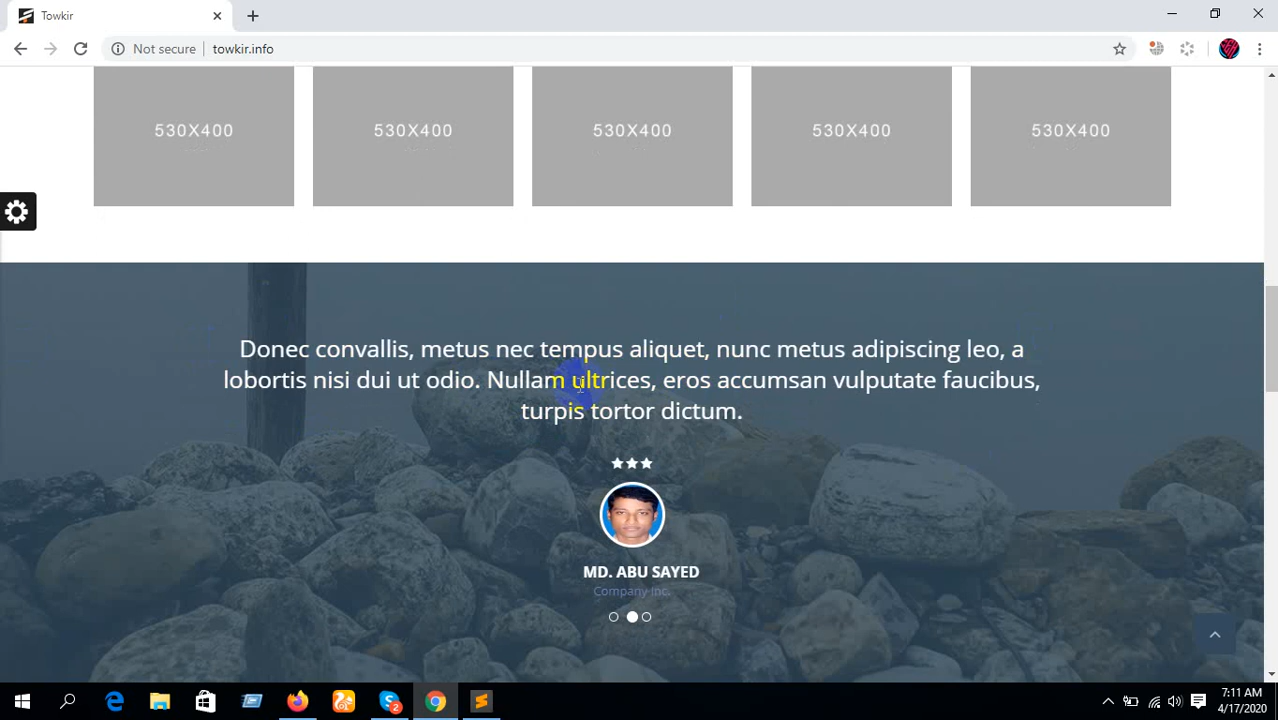 Towkir
Not secure towkir.info
530X400 530X400 530X400 530X400 530X400
Donec convallis, metus nec tempus aliquet, nunc metus adipiscing leo, a
lobortis nisi dui ut odio. Nullam ultrices, eros accumsan vulputate faucibus,
turpis tortor dictum.
MD. ABU SAYED
Company Inc.
2
7:11 AM
4/17/2020